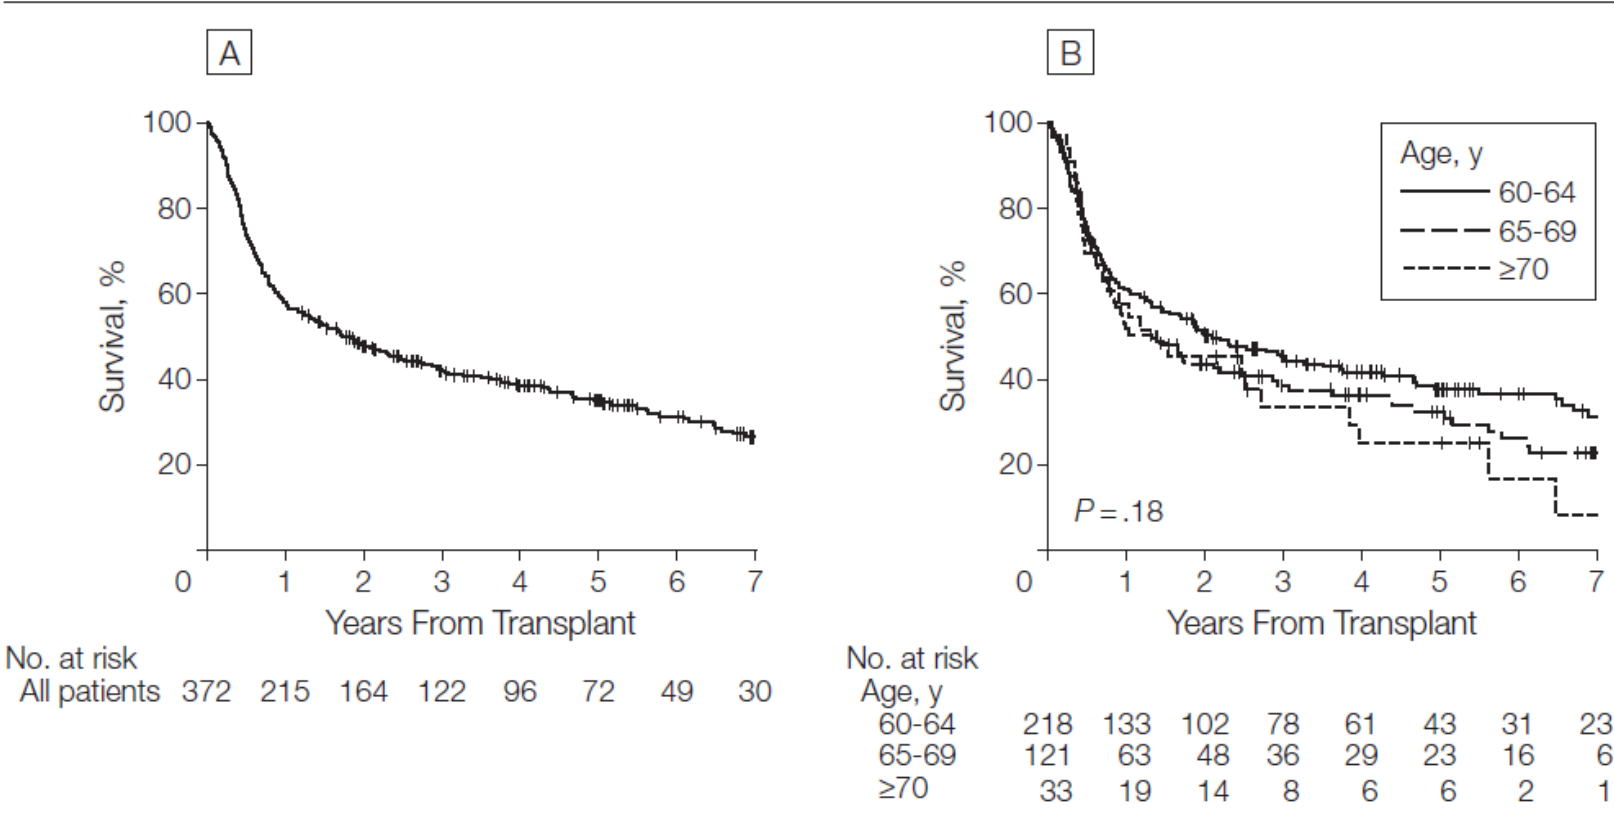 A
100
80
60
40
20
Survival, %
0 1 2 3 4 5 6 7
Years From Transplant
No. at risk
All patients 372 215 164 122 96 72 49 30
B
100
80
60
40
20
Survival, %
Age, y
60-64
65-69
≥70
P = .18
0 1 2 3 4 5 6 7
Years From Transplant
No. at risk
Age, y
60-64 218 133 102 78 61 43 31 23
65-69 121 63 48 36 29 23 16 6
≥70 33 19 14 8 6 6 2 1